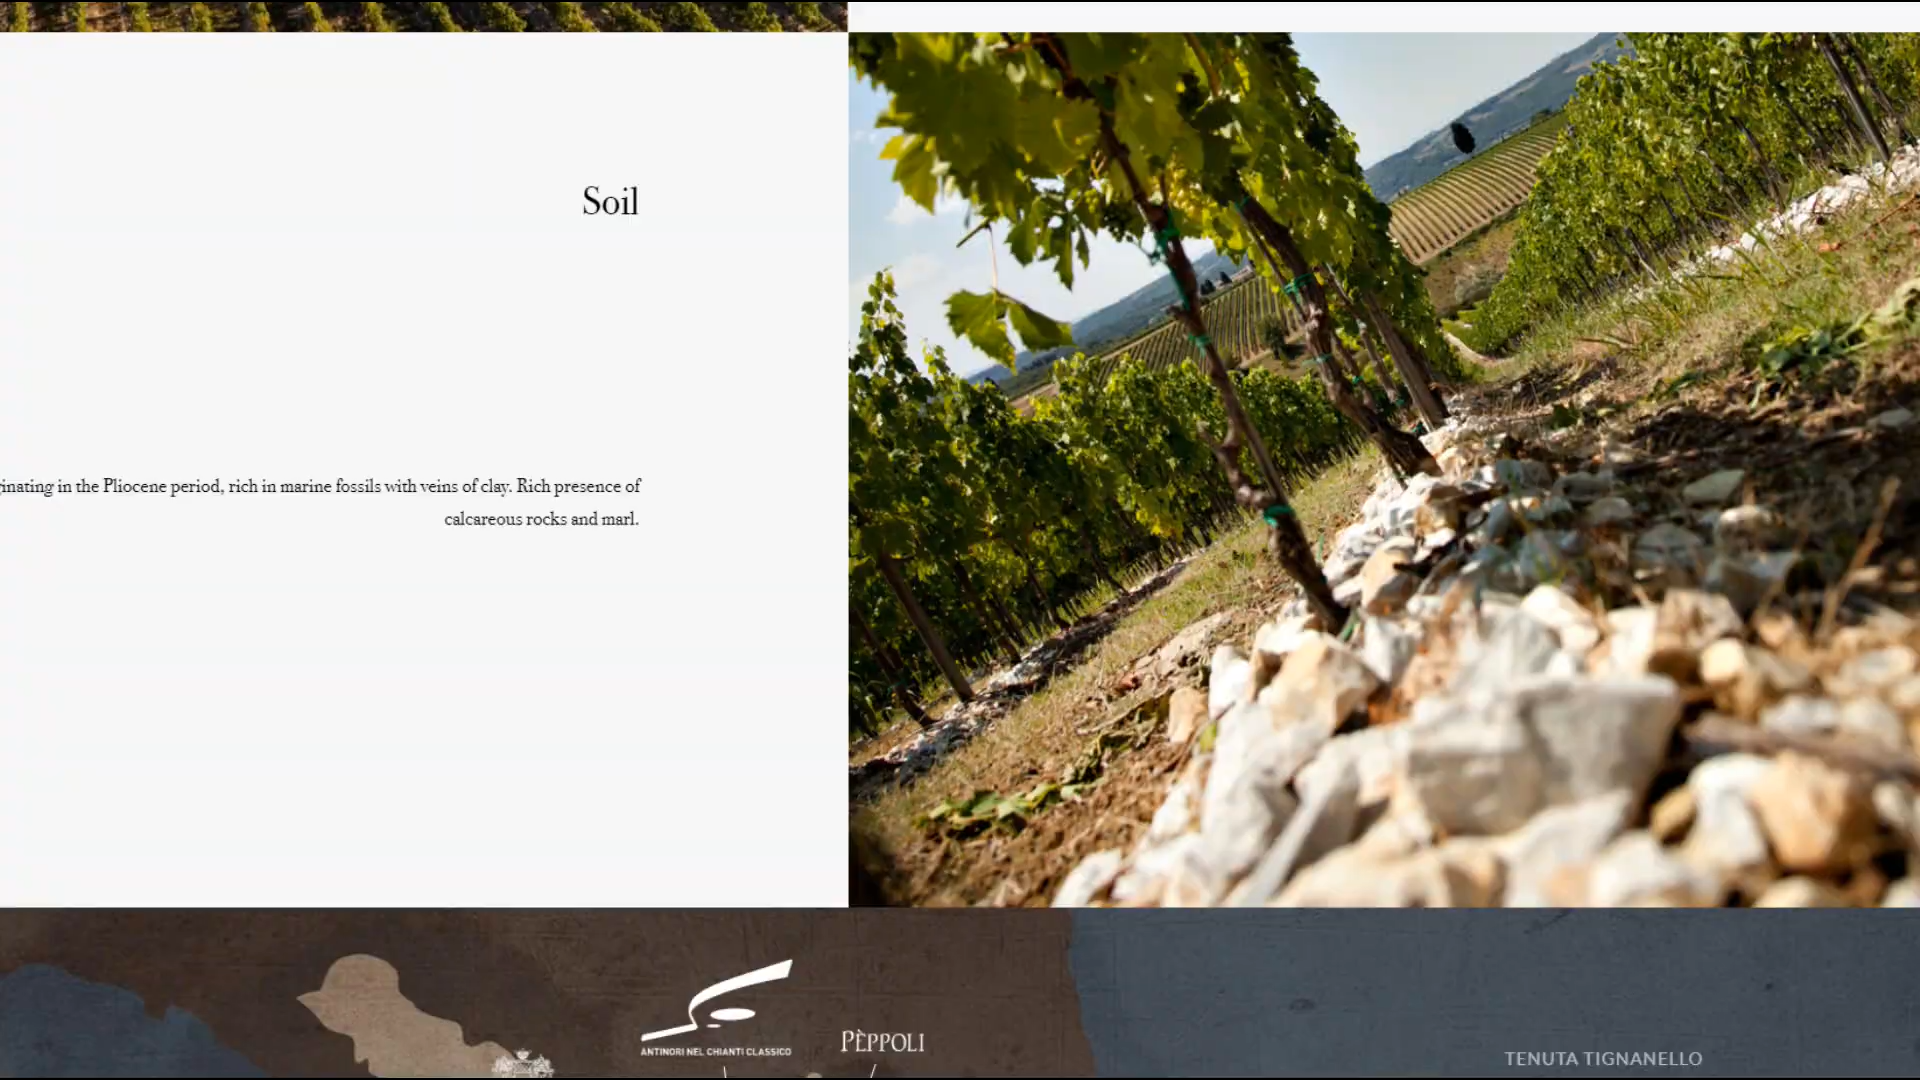 Soil
in the Pliocene period, rich in marine fossils with veins of clay. Rich presence of
calcareous rocks and marl.
ANTINORI NEL CHIANTI CLASSICO
PÈPPOLI
TENUTA TIGNANELLO